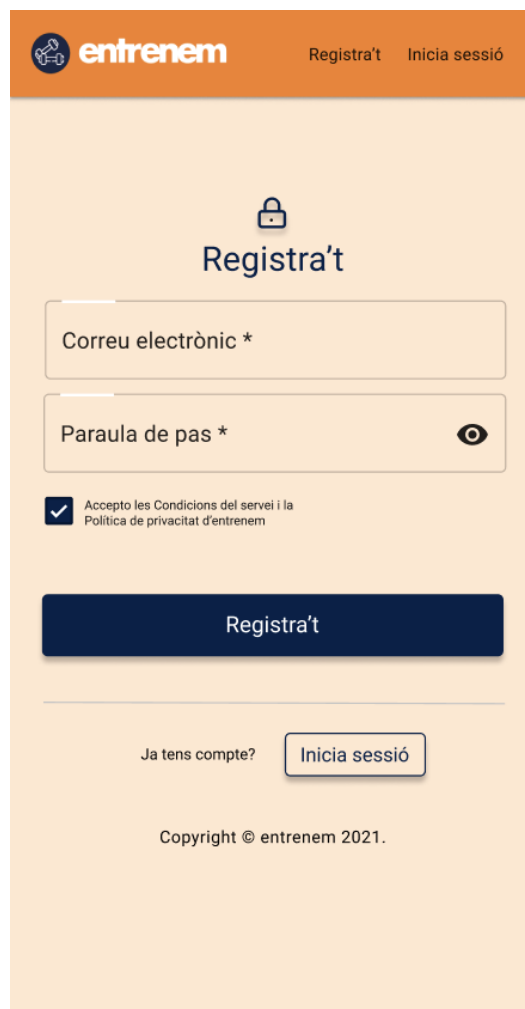 entrenem
Registra’t Inicia sessió
Registra’t
Correu electrònic *
Paraula de pas *
Accepto les Condicions del servei i la
Política de privacitat d’entrenem
Registra’t
Ja tens compte? Inicia sessió
Copyright © entrenem 2021.